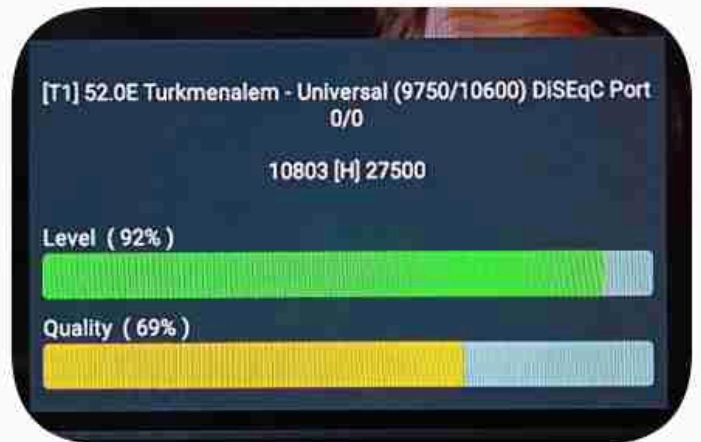 [T1] 52.0E Turkmenalem - Universal (9750/10600) DiSEqC Port
0/0
10803 [H] 27500
Level ( 92% )
Quality ( 69% )